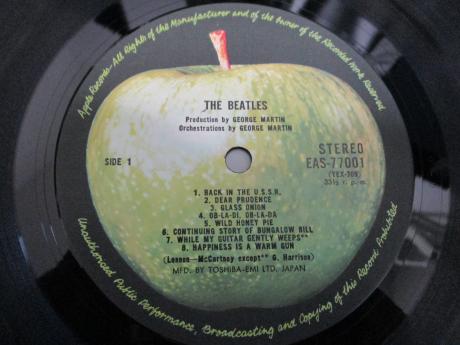 Apple Records - All Rights of the Manufacturer and of the Owner of the Recorded Work Reserved
THE BEATLES
Production by GEORGE MARTIN
Orchestrations by GEORGE MARTIN
SIDE 1
STEREO
EAS-77001
(YEX-709)
33⅓ r. p. m.
1. BACK IN THE U.S.S.R.
2. DEAR PRUDENCE
3. GLASS ONION
4. OB-LA-DI, OB-LA-DA
5. WILD HONEY PIE
6. CONTINUING STORY OF BUNGALOW BILL
7. WHILE MY GUITAR GENTLY WEEPS**
8. HAPPINESS IS A WARM GUN
(Lennon—McCartney except** G. Harrison)
MFD. BY TOSHIBA-EMI LTD. JAPAN
Unauthorised Public Performance, Broadcasting and Copying of this Record Prohibited